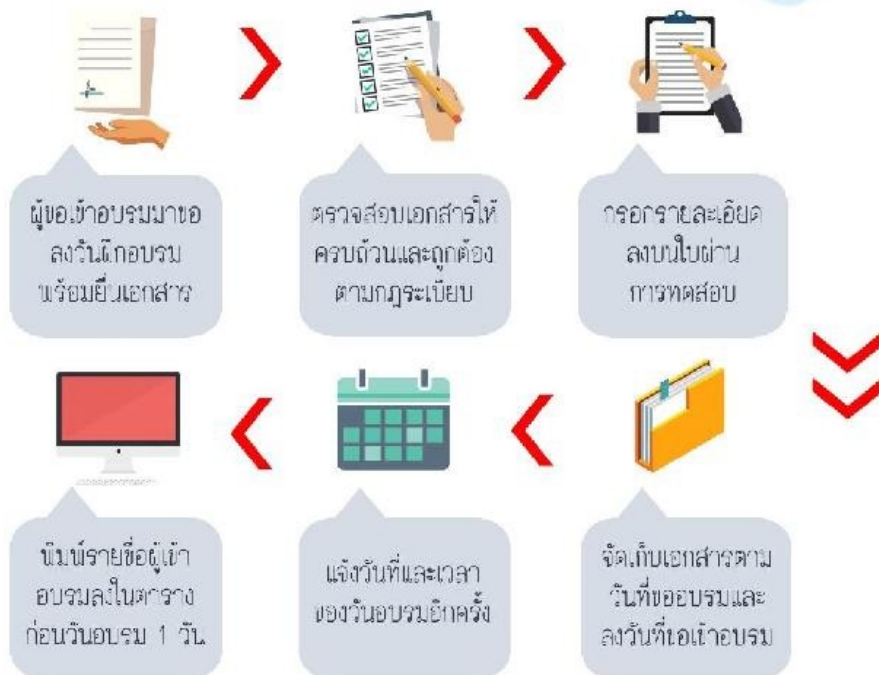 ผู้ขอเข้าอบรมมาขอ
ลงวันฝึกอบรม
พร้อมยื่นเอกสาร
ตรวจสอบเอกสารให้
ครบถ้วนและถูกต้อง
ตามกฎระเบียบ
กรอกรายละเอียด
ลงบนใบผ่าน
การทดสอบ
จัดเก็บเอกสารตาม
วันที่ขออบรมและ
ลงวันที่ขอเข้าอบรม
แจ้งวันที่และเวลา
ของวันอบรมอีกครั้ง
พิมพ์รายชื่อผู้เข้า
อบรมลงในตาราง
ก่อนวันอบรม 1 วัน